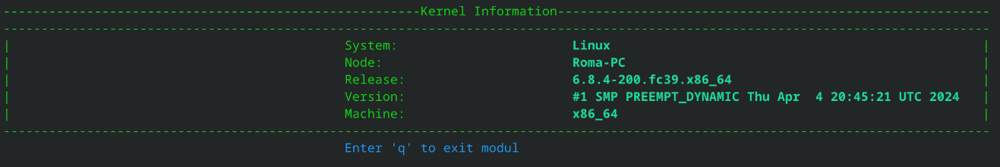 Kernel Information
System: Linux
Node: Roma-PC
Release: 6.8.4-200.fc39.x86_64
Version: #1 SMP PREEMPT_DYNAMIC Thu Apr  4 20:45:21 UTC 2024
Machine: x86_64
Enter 'q' to exit modul